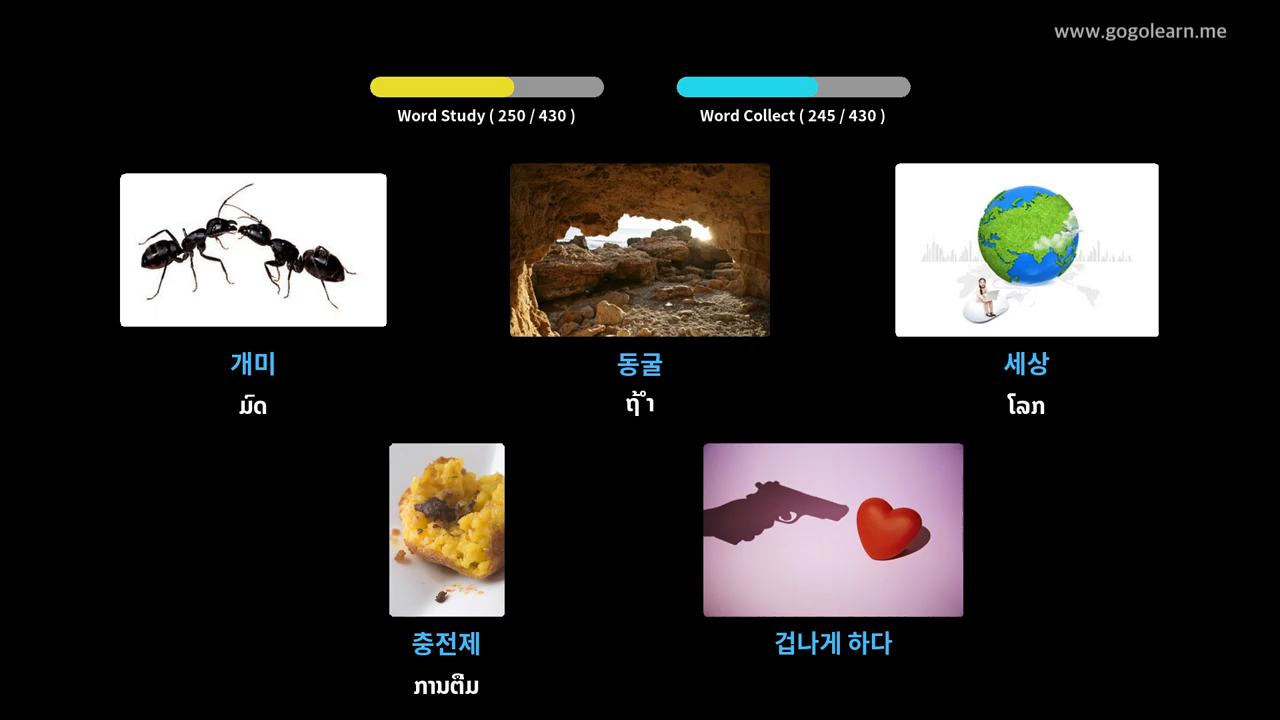 www.gogolearn.me
Word Study ( 250 / 430 )
Word Collect ( 245 / 430 )
개미
ມົດ
동굴
ຖ້ຳ
세상
ໂລກ
충전제
ການຕື່ມ
겁나게 하다